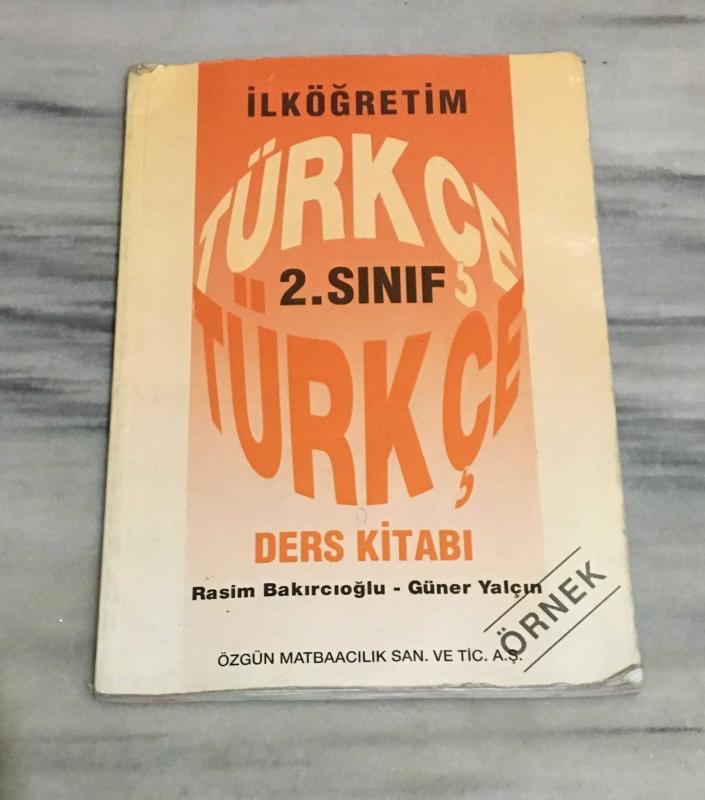 İLKÖĞRETİM
TÜRKÇE
2.SINIF
TÜRKÇE
DERS KİTABI
Rasim Bakırcıoğlu - Güner Yalçın
ÖRNEK
ÖZGÜN MATBAACILIK SAN. VE TİC. A.Ş.